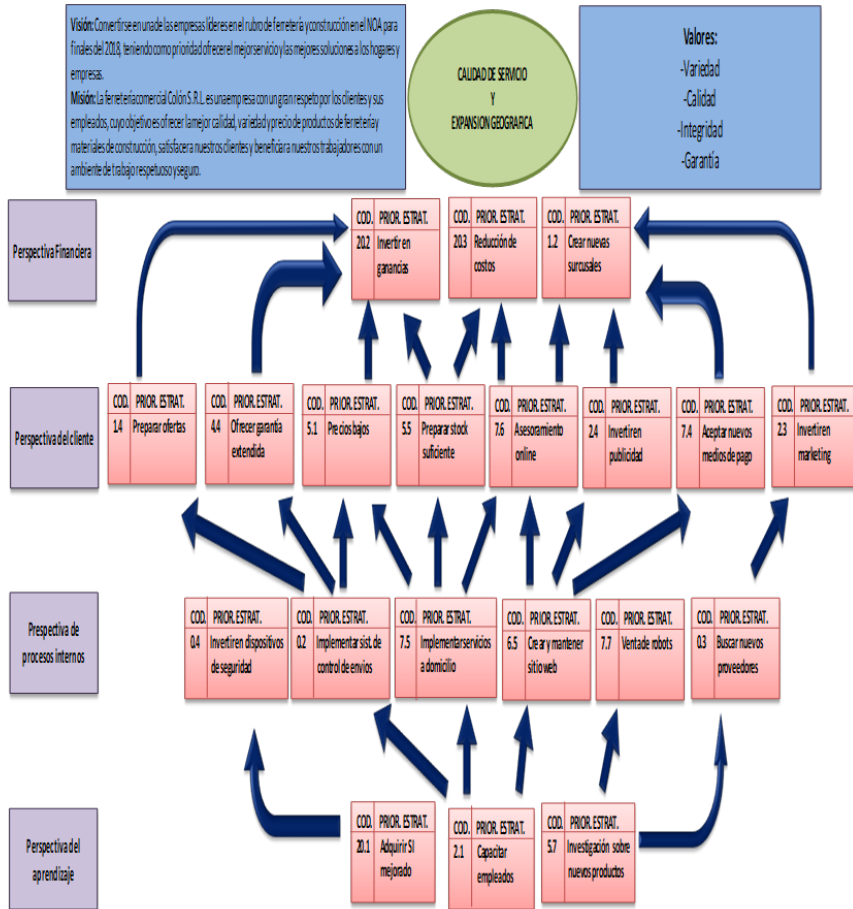 Visión: Convertirse en una de las empresas líderes en el rubro de ferretería y construcción en el NOA para
finales del 2018, teniendo como prioridad ofrecer el mejor servicio y las mejores soluciones a los hogares y
empresas.
Misión: La ferretería comercial Colón S.R.L. es una empresa con un gran respeto por los clientes y sus
empleados, cuyo objetivo es ofrecer la mejor calidad, variedad y precio de productos de ferretería y
materiales de construcción, satisfacer a nuestros clientes y beneficiar a nuestros trabajadores con un
ambiente de trabajo respetuoso y seguro.
CALIDAD DE SERVICIO
Y
EXPANSION GEOGRAFICA
Valores:
-Variedad
-Calidad
-Integridad
-Garantía
Perspectiva Financiera
COD. PRIOR. ESTRAT.
20.2 Invertir en
ganancias
COD. PRIOR. ESTRAT.
20.3 Reducción de
costos
COD. PRIOR. ESTRAT.
1.2 Crear nuevas
surcusales
Perspectiva del cliente
COD. PRIOR. ESTRAT.
1.4 Preparar ofertas
COD. PRIOR. ESTRAT.
4.4 Ofrecer garantía
extendida
COD. PRIOR. ESTRAT.
5.1 Precios bajos
COD. PRIOR. ESTRAT.
5.5 Preparar stock
suficiente
COD. PRIOR. ESTRAT.
7.6 Asesoramiento
online
COD. PRIOR. ESTRAT.
2.4 Invertir en
publicidad
COD. PRIOR. ESTRAT.
7.4 Aceptar nuevos
medios de pago
COD. PRIOR. ESTRAT.
2.3 Invertir en
marketing
Prespectiva de
procesos internos
COD. PRIOR. ESTRAT.
0.4 Invertir en dispositivos
de seguridad
COD. PRIOR. ESTRAT.
0.2 Implementar sist. de
control de envios
COD. PRIOR. ESTRAT.
7.5 Implementar servicios
a domicilio
COD. PRIOR. ESTRAT.
6.5 Crear y mantener
sitio web
COD. PRIOR. ESTRAT.
7.7 Venta de robots
COD. PRIOR. ESTRAT.
0.3 Buscar nuevos
proveedores
Perspectiva del
aprendizaje
COD. PRIOR. ESTRAT.
20.1 Adquirir SI
mejorado
COD. PRIOR. ESTRAT.
2.1 Capacitar
empleados
COD. PRIOR. ESTRAT.
5.7 Investigación sobre
nuevos productos